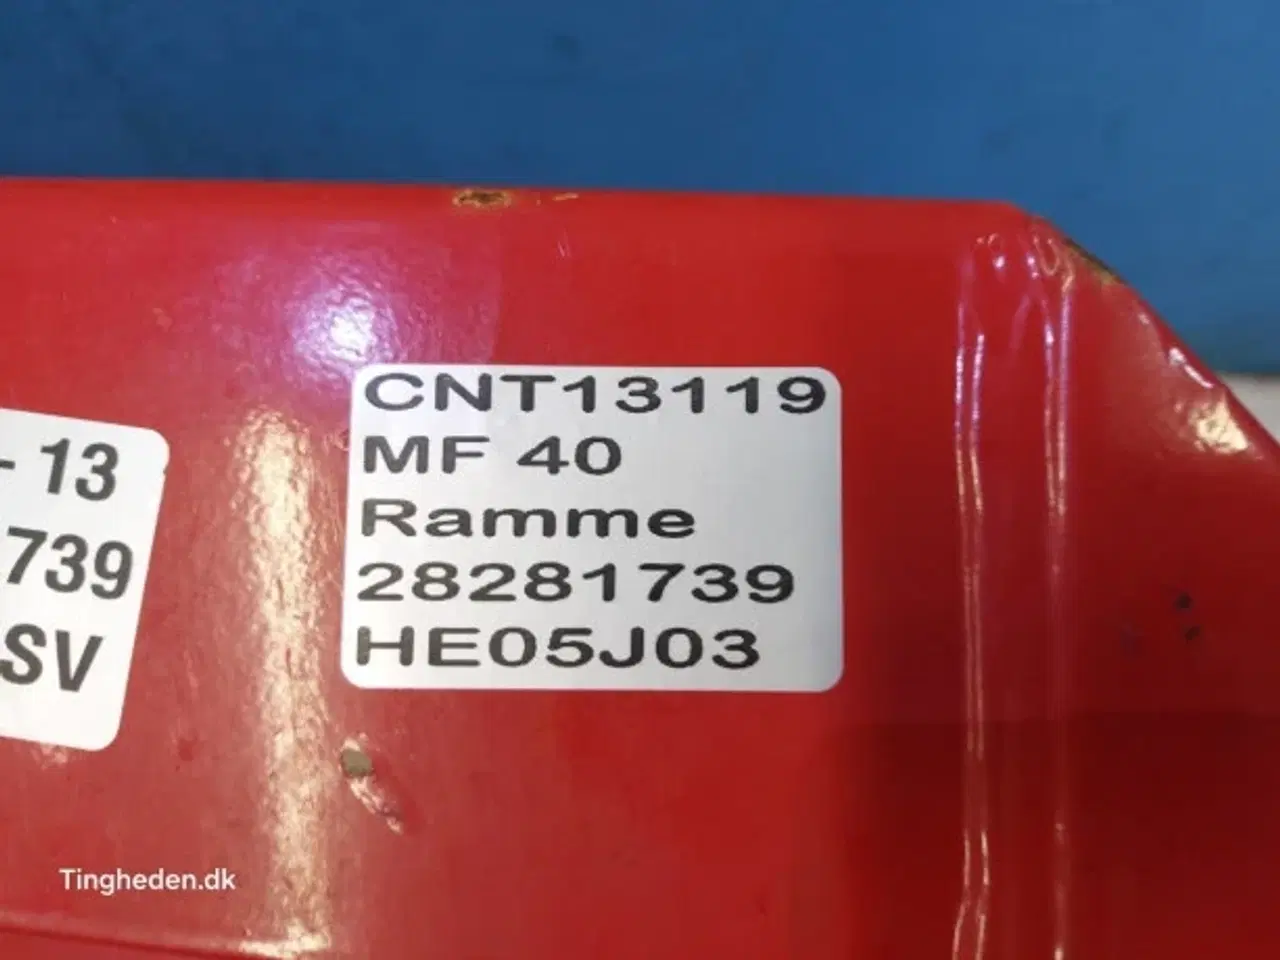 CNT13119
MF 40
Ramme
28281739
HE05J03
- 13
739
SV
Tingheden.dk